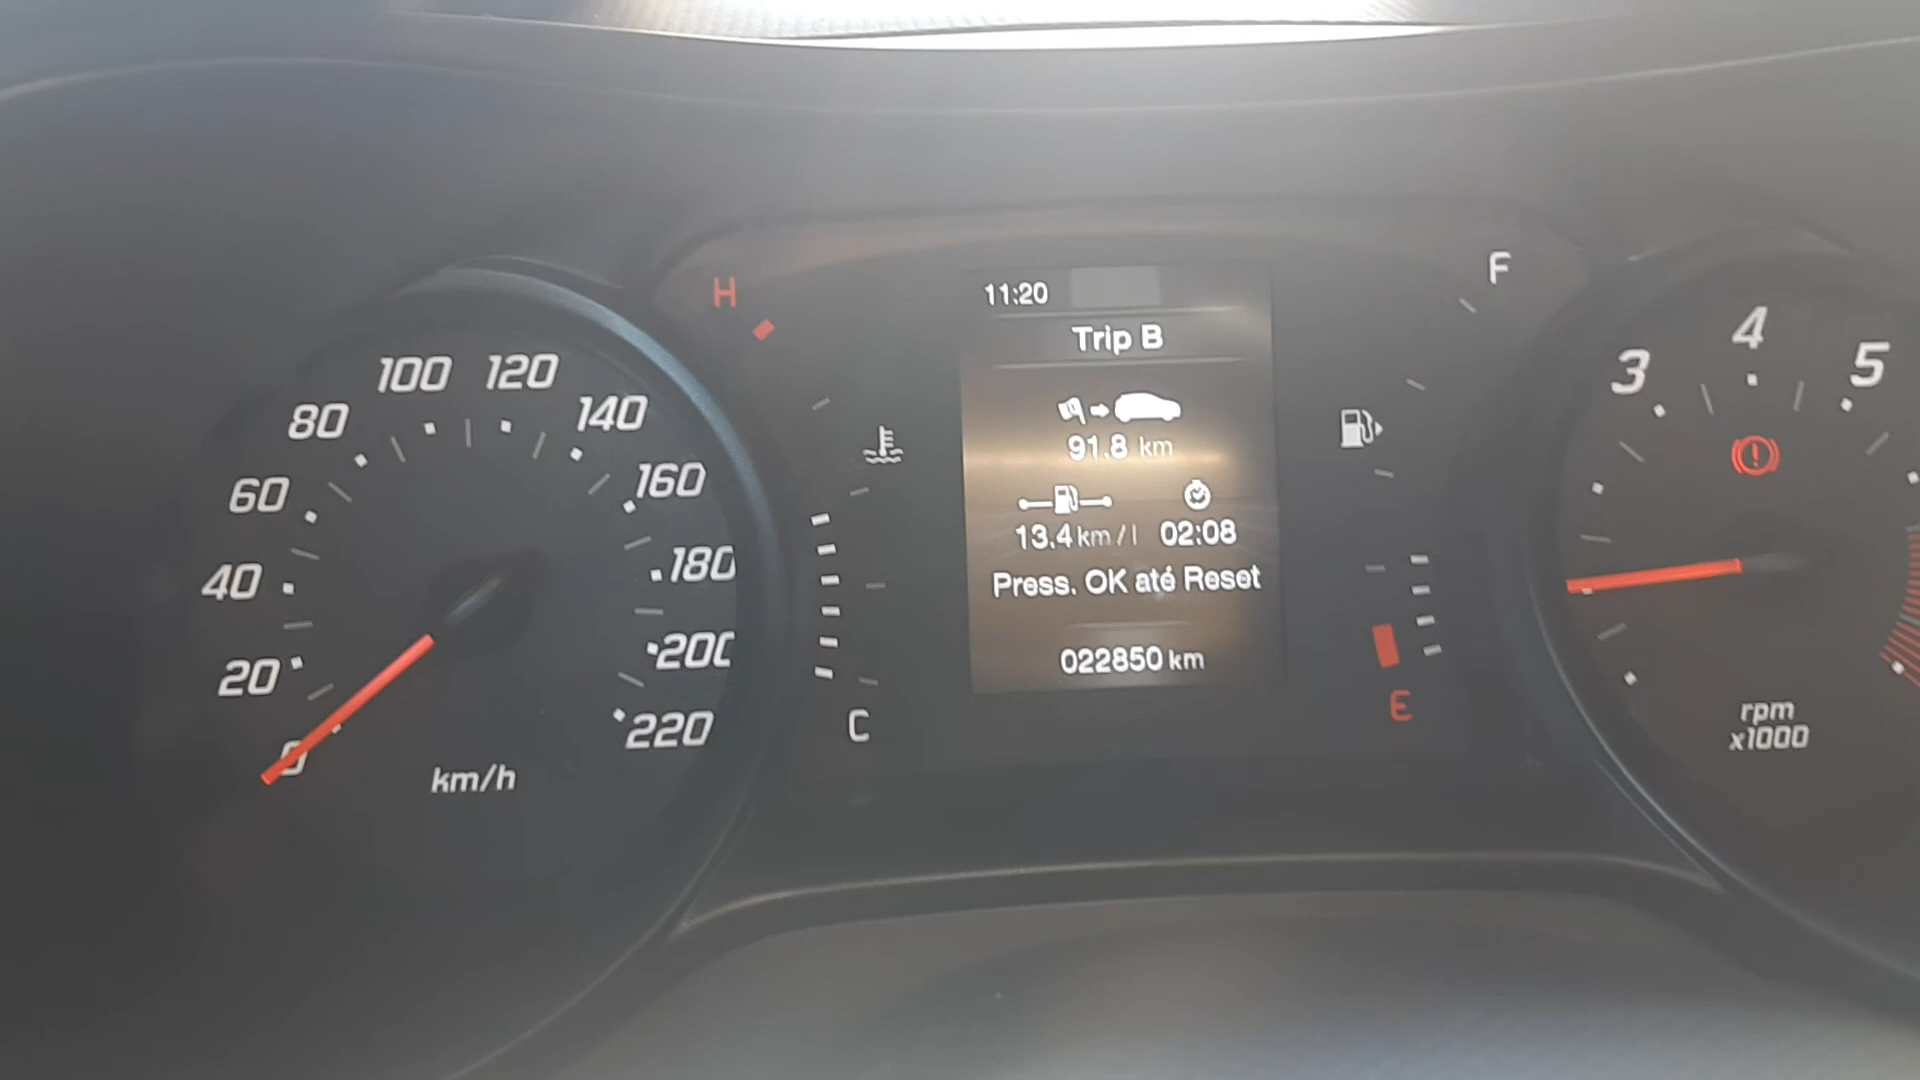 11:20
Trip B
91.8 km
13.4 km/l 02:08
Press. OK até Reset
022850 km
H
C
F
E
0
20
40
60
80
100
120
140
160
180
200
220
km/h
3
4
5
rpm
x1000